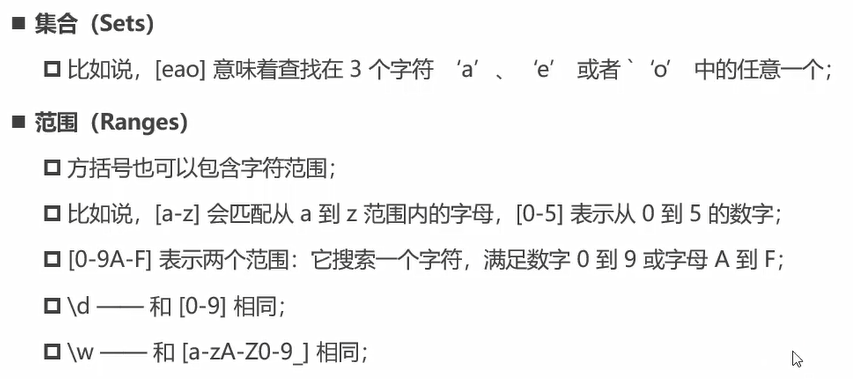 ■ 集合（Sets）
❑ 比如说，[eao] 意味着查找在 3 个字符 ‘a’ 、 ‘e’ 或者 ` ‘o’ 中的任意一个；
■ 范围（Ranges）
❑ 方括号也可以包含字符范围；
❑ 比如说，[a-z] 会匹配从 a 到 z 范围内的字母，[0-5] 表示从 0 到 5 的数字；
❑ [0-9A-F] 表示两个范围：它搜索一个字符，满足数字 0 到 9 或字母 A 到 F；
❑ \d —— 和 [0-9] 相同；
❑ \w —— 和 [a-zA-Z0-9_] 相同；